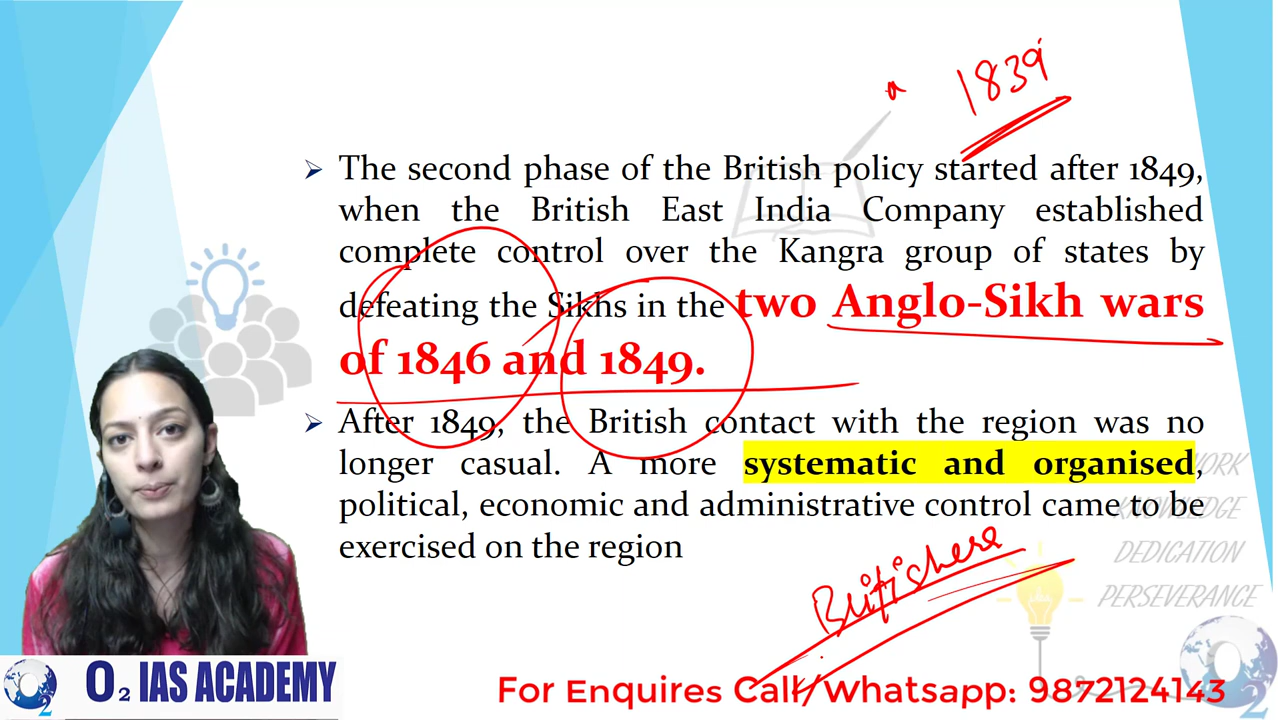 1839
The second phase of the British policy started after 1849,
when the British East India Company established
complete control over the Kangra group of states by
defeating the Sikhs in the two Anglo-Sikh wars
of 1846 and 1849.
After 1849, the British contact with the region was no
longer casual. A more systematic and organised,
political, economic and administrative control came to be
exercised on the region
WORK
KNOWLEDGE
DEDICATION
PERSEVERANCE
Britishers
O2 IAS ACADEMY
For Enquires Call/Whatsapp: 9872124143